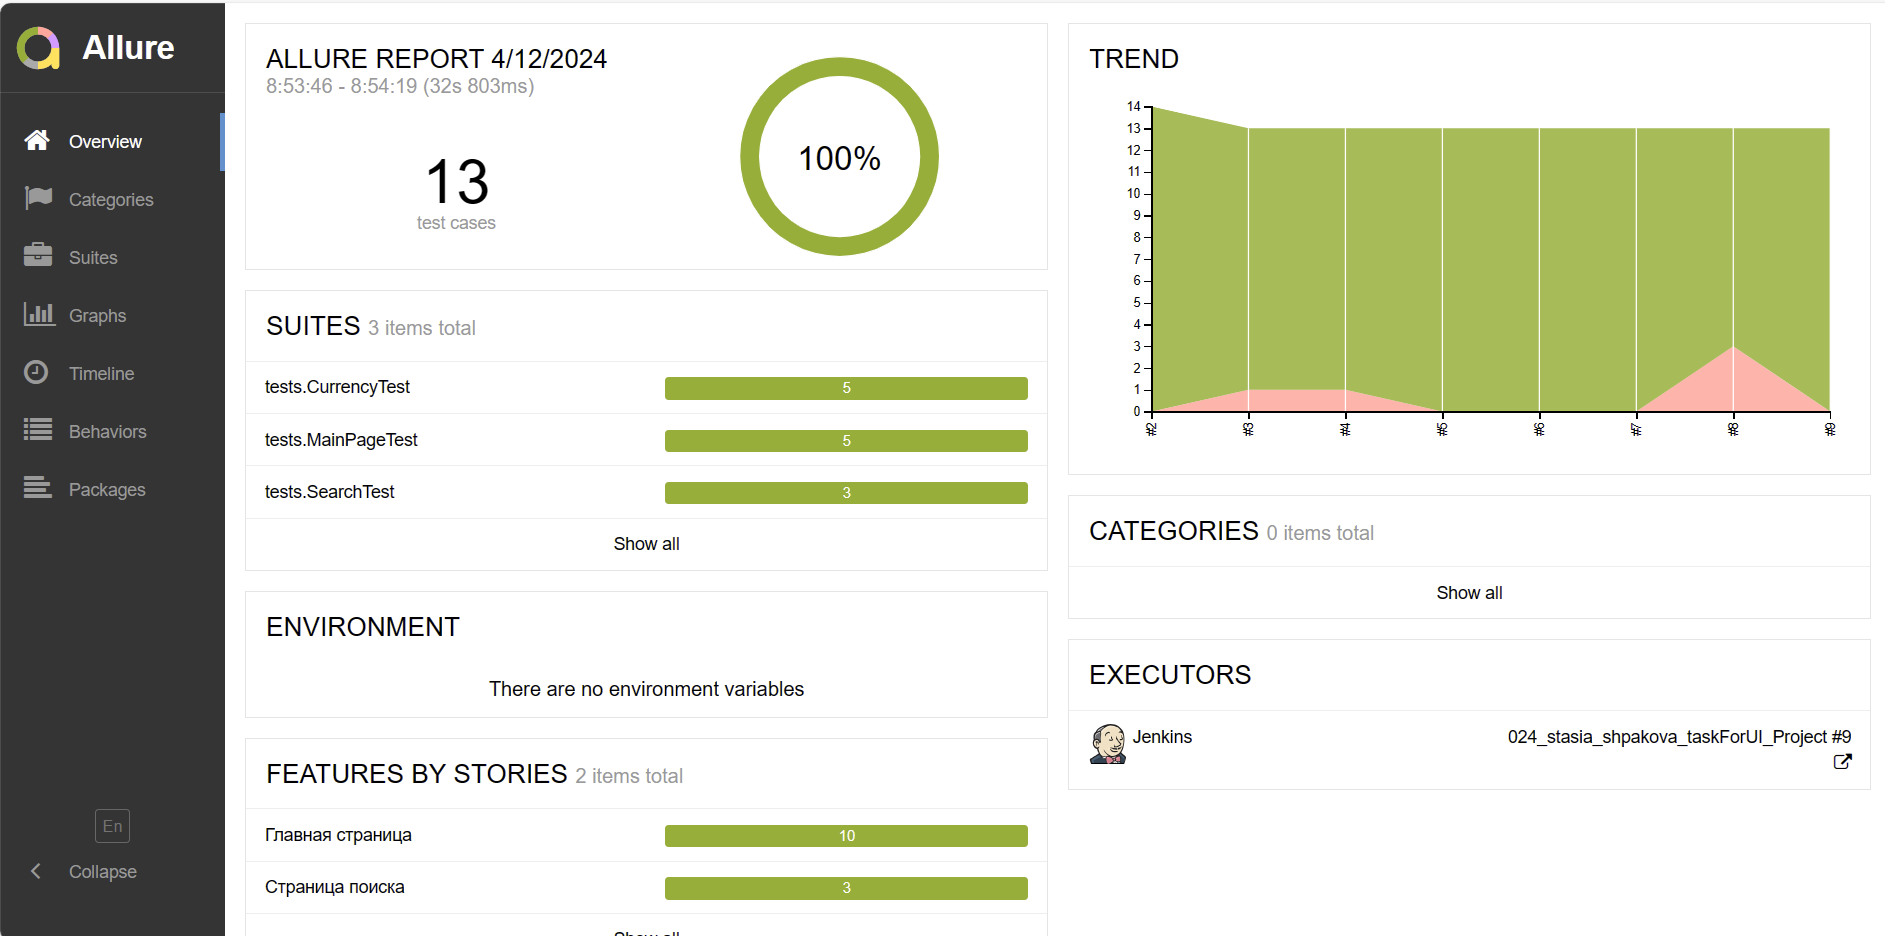 Allure
Overview
Categories
Suites
Graphs
Timeline
Behaviors
Packages
En
Collapse
ALLURE REPORT 4/12/2024
8:53:46 - 8:54:19 (32s 803ms)
13
test cases
100%
SUITES 3 items total
tests.CurrencyTest 5
tests.MainPageTest 5
tests.SearchTest 3
Show all
ENVIRONMENT
There are no environment variables
FEATURES BY STORIES 2 items total
Главная страница 10
Страница поиска 3
Show all
TREND
14
13
12
11
10
9
8
7
6
5
4
3
2
1
0
#2 #3 #4 #5 #6 #7 #8 #9
CATEGORIES 0 items total
Show all
EXECUTORS
Jenkins 024_stasia_shpakova_taskForUI_Project #9